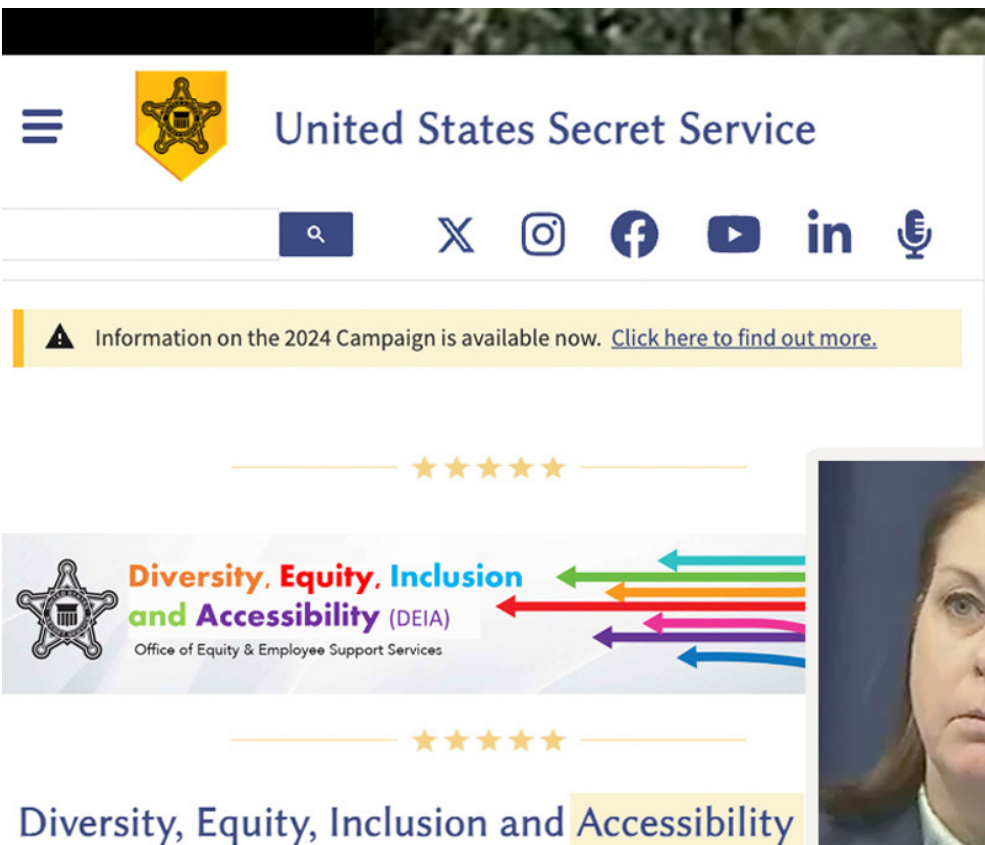 United States Secret Service
Information on the 2024 Campaign is available now. Click here to find out more.
Diversity, Equity, Inclusion
and Accessibility (DEIA)
Office of Equity & Employee Support Services
Diversity, Equity, Inclusion and Accessibility